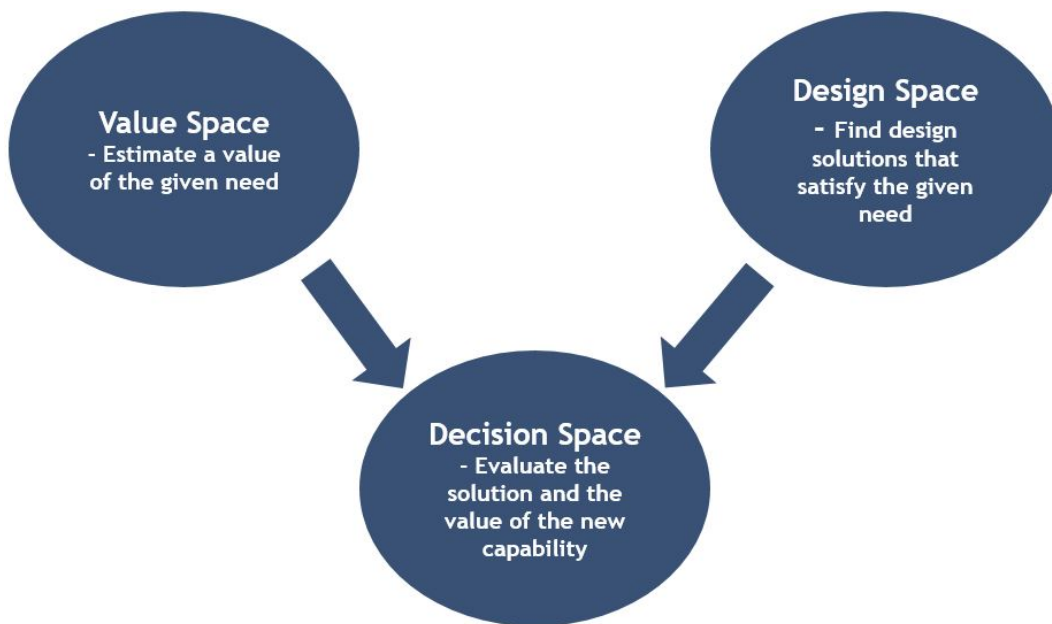 Value Space
- Estimate a value
of the given need
Design Space
- Find design
solutions that
satisfy the given
need
Decision Space
- Evaluate the
solution and the
value of the new
capability